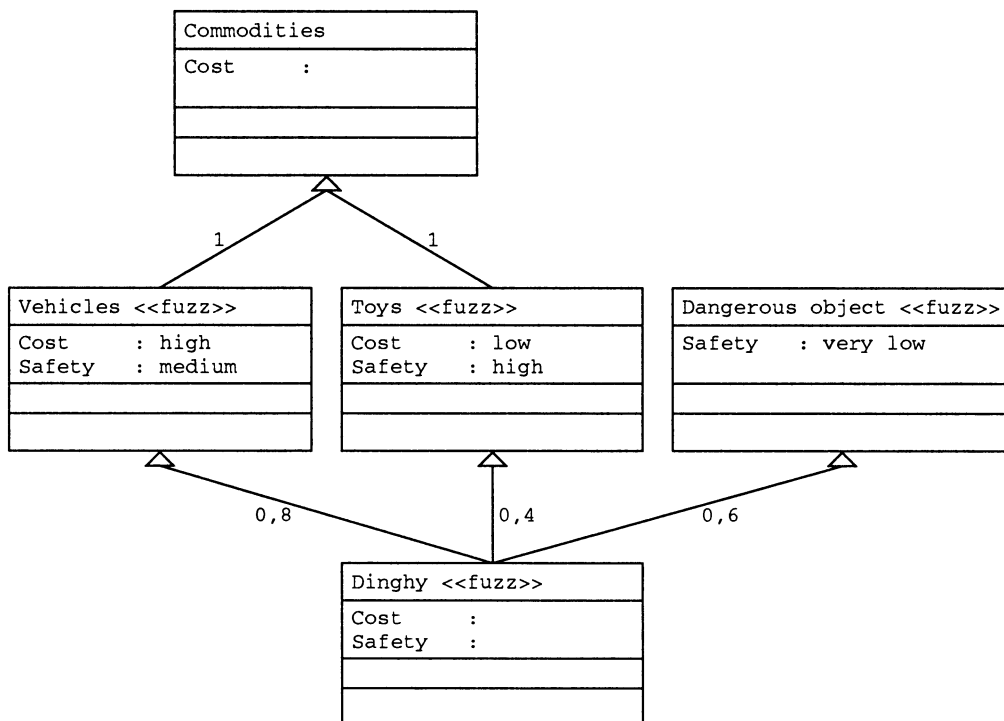 Commodities
Cost :
1
1
Vehicles <<fuzz>>
Cost : high
Safety : medium
Toys <<fuzz>>
Cost : low
Safety : high
Dangerous object <<fuzz>>
Safety : very low
0,8
0,4
0,6
Dinghy <<fuzz>>
Cost :
Safety :